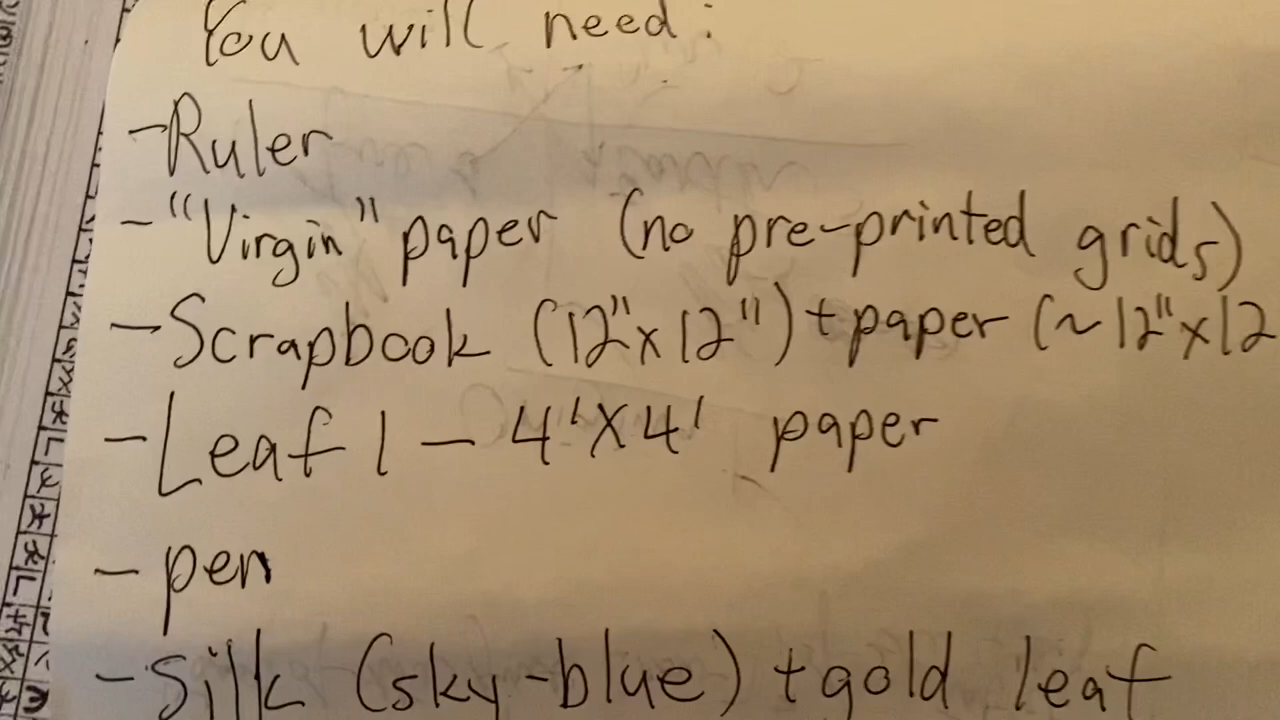 You will need:
-Ruler
-"Virgin" paper (no pre-printed grids)
-Scrapbook (12"x12") + paper (~12"x12
-Leaf 1 - 4'X4' paper
-pen
-Silk (sky-blue) + gold leaf